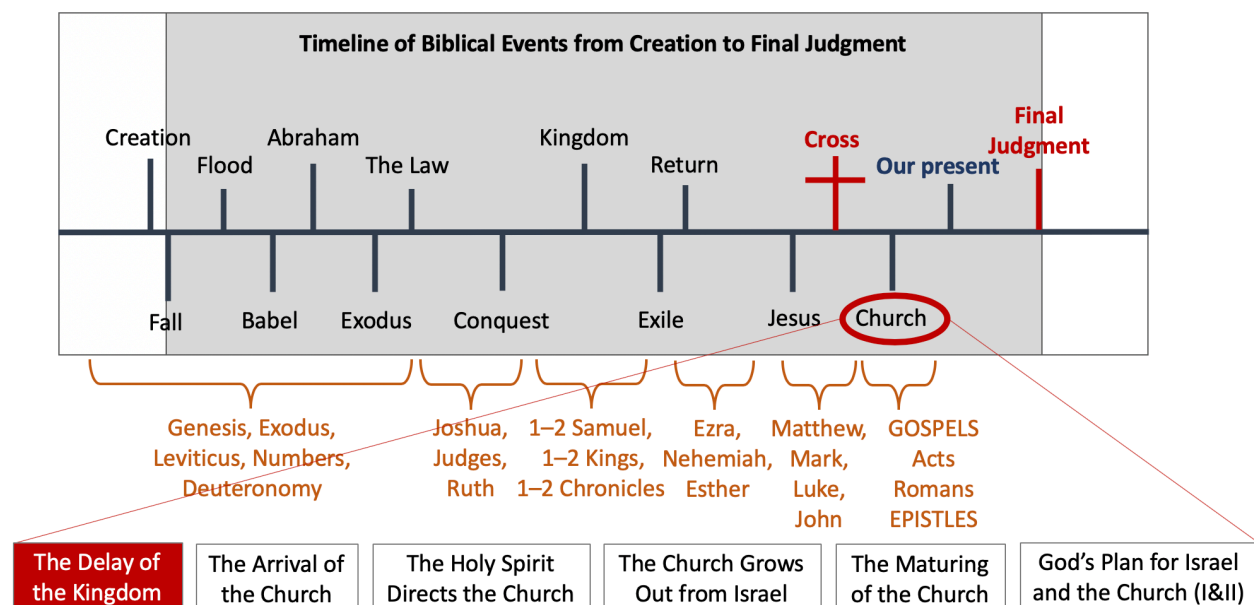 Timeline of Biblical Events from Creation to Final Judgment
Creation
Flood
Abraham
The Law
Kingdom
Return
Cross
Our present
Final
Judgment
Fall
Babel
Exodus
Conquest
Exile
Jesus
Church
Genesis, Exodus,
Leviticus, Numbers,
Deuteronomy
Joshua,
Judges,
Ruth
1–2 Samuel,
1–2 Kings,
1–2 Chronicles
Ezra,
Nehemiah,
Esther
Matthew,
Mark,
Luke,
John
GOSPELS
Acts
Romans
EPISTLES
The Delay of
the Kingdom
The Arrival of
the Church
The Holy Spirit
Directs the Church
The Church Grows
Out from Israel
The Maturing
of the Church
God’s Plan for Israel
and the Church (I&II)